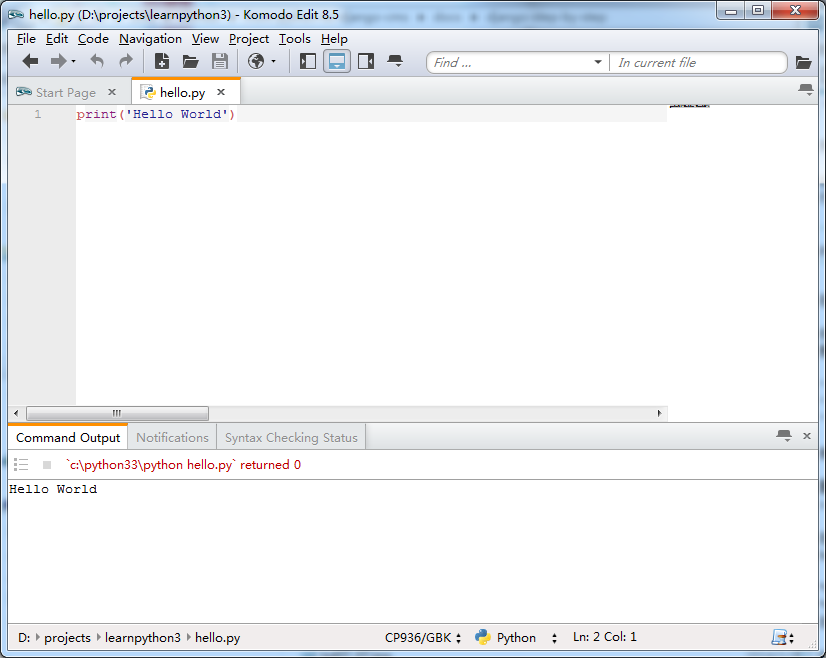 hello.py (D:\projects\learnpython3) - Komodo Edit 8.5
File Edit Code Navigation View Project Tools Help
Find ... In current file
Start Page hello.py
1 print('Hello World')
Command Output Notifications Syntax Checking Status
`c:\python33\python hello.py` returned 0
Hello World
D: projects learnpython3 hello.py CP936/GBK Python Ln: 2 Col: 1